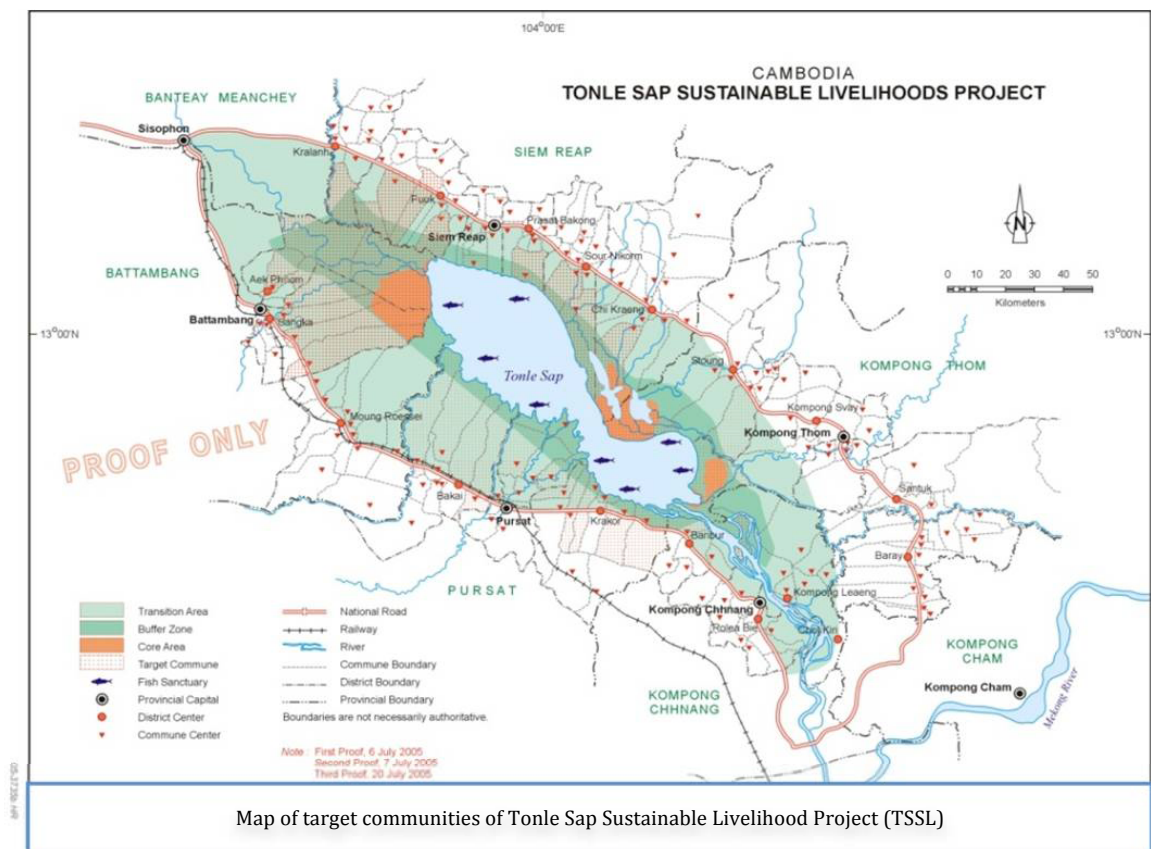 104°00'E
CAMBODIA
TONLE SAP SUSTAINABLE LIVELIHOODS PROJECT
BANTEAY MEANCHEY
Sisophon
Kralanh
SIEM REAP
Puok
Siem Reap
Prasat Bakong
Sour Nikorm
N
BATTAMBANG
Aek Phnom
Battambang
Sangka
Chi Kraeng
0 10 20 30 40 50
Kilometers
13°00'N
13°00'N
Tonle Sap
Stoung
KOMPONG THOM
Kompong Svay
Kompong Thom
Moung Roessei
PROOF ONLY
Bakai
Pursat
Krakor
Santuk
Baribur
Baray
PURSAT
Kompong Leaeng
Kompong Chhnang
Rolea Bie
Chol Kiri
KOMPONG
CHAM
Kompong Cham
Mekong River
KOMPONG
CHHNANG
Transition Area
Buffer Zone
Core Area
Target Commune
Fish Sanctuary
Provincial Capital
District Center
Commune Center
National Road
Railway
River
Commune Boundary
District Boundary
Provincial Boundary
Boundaries are not necessarily authoritative.
Note : First Proof, 6 July 2005
Second Proof, 7 July 2005
Third Proof, 20 July 2005
Map of target communities of Tonle Sap Sustainable Livelihood Project (TSSL)